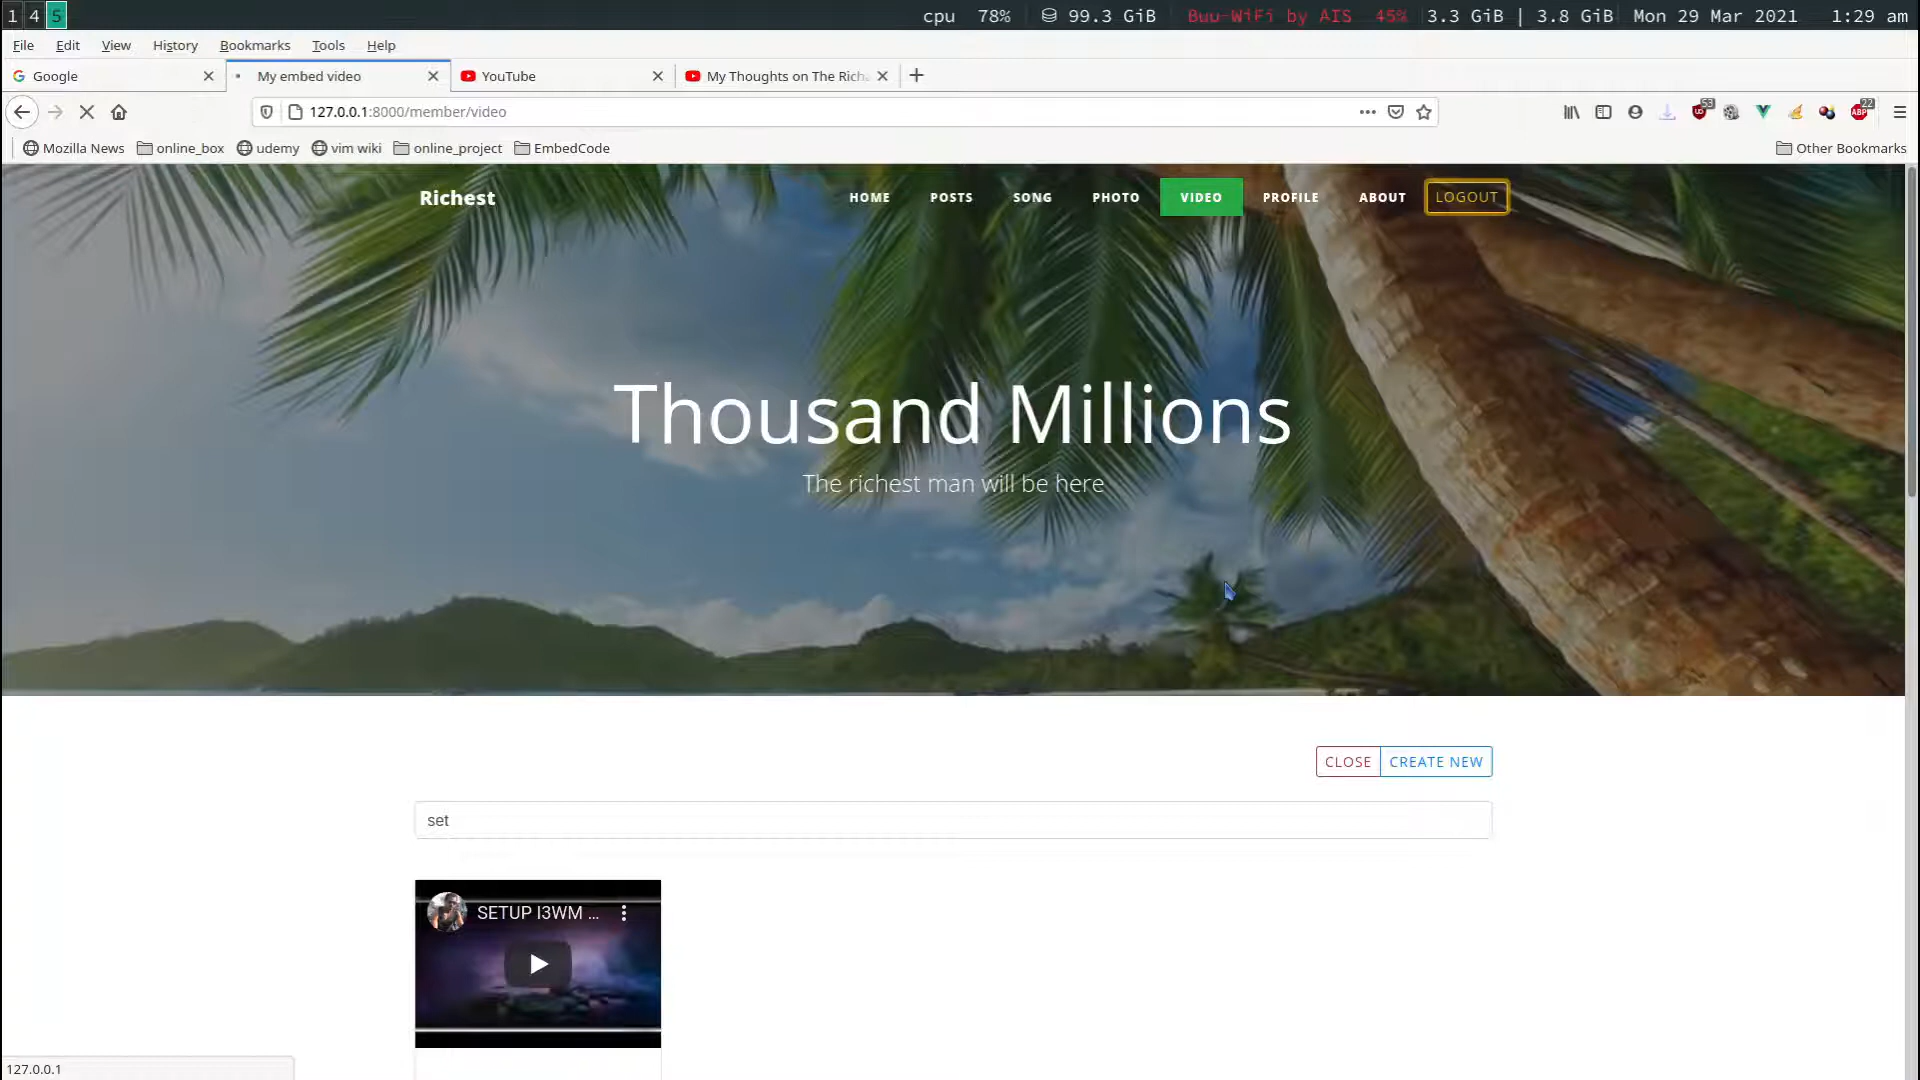 1 4 5 cpu 78% 99.3 GiB Buu-WiFi by AIS 45% 3.3 GiB | 3.8 GiB Mon 29 Mar 2021 1:29 am
File Edit View History Bookmarks Tools Help
Google My embed video YouTube My Thoughts on The Rich
127.0.0.1:8000/member/video 53 22
Mozilla News online_box udemy vim wiki online_project EmbedCode Other Bookmarks
Richest HOME POSTS SONG PHOTO VIDEO PROFILE ABOUT LOGOUT
Thousand Millions
The richest man will be here
CLOSE CREATE NEW
set
SETUP I3WM ...
127.0.0.1